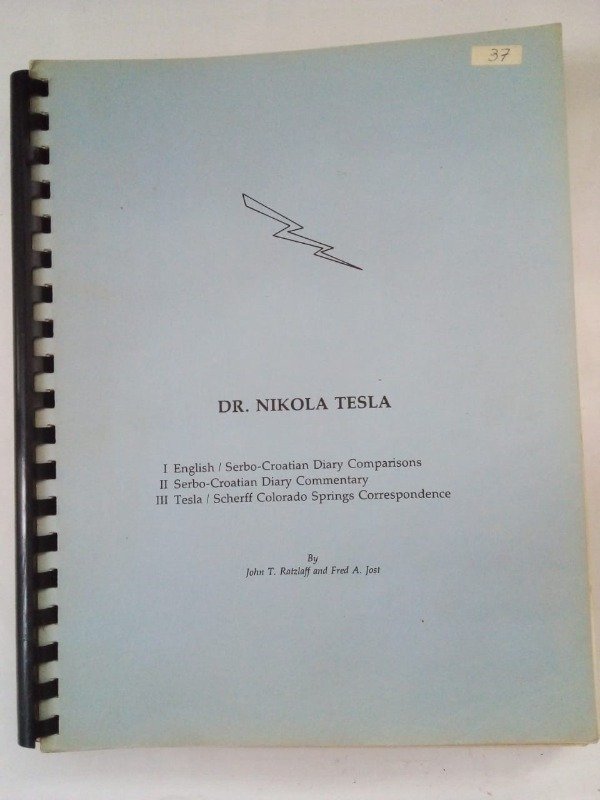 37
DR. NIKOLA TESLA
I English / Serbo-Croatian Diary Comparisons
II Serbo-Croatian Diary Commentary
III Tesla / Scherff Colorado Springs Correspondence
By
John T. Ratzlaff and Fred A. Jost